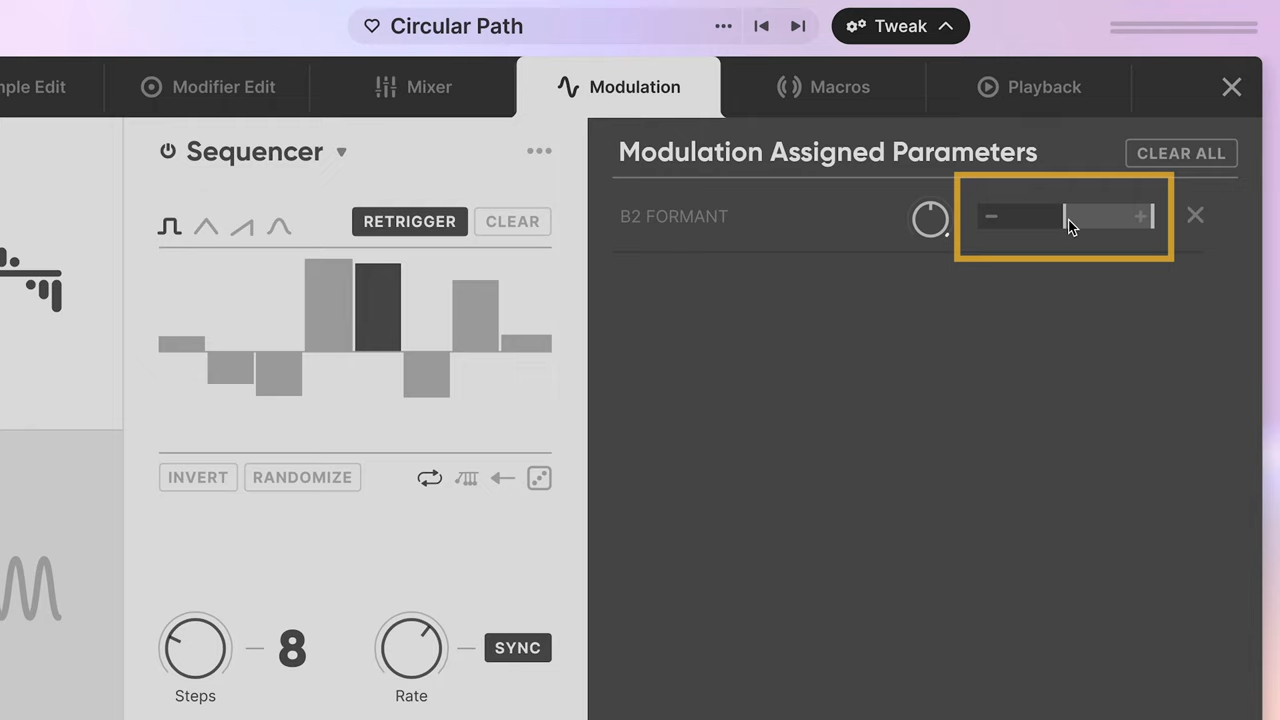 Circular Path
Tweak
ple Edit
Modifier Edit
Mixer
Modulation
Macros
Playback
Sequencer
Modulation Assigned Parameters
CLEAR ALL
RETRIGGER
CLEAR
B2 FORMANT
INVERT
RANDOMIZE
8
SYNC
Steps
Rate